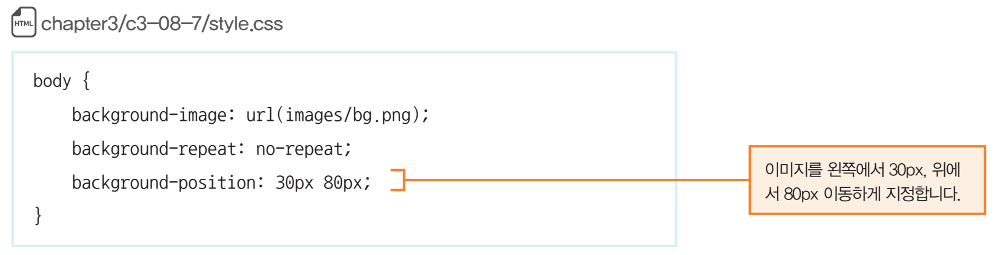 HTML chapter3/c3-08-7/style.css
body {
background-image: url(images/bg.png);
background-repeat: no-repeat;
background-position: 30px 80px;
}
이미지를 왼쪽에서 30px, 위에
서 80px 이동하게 지정합니다.